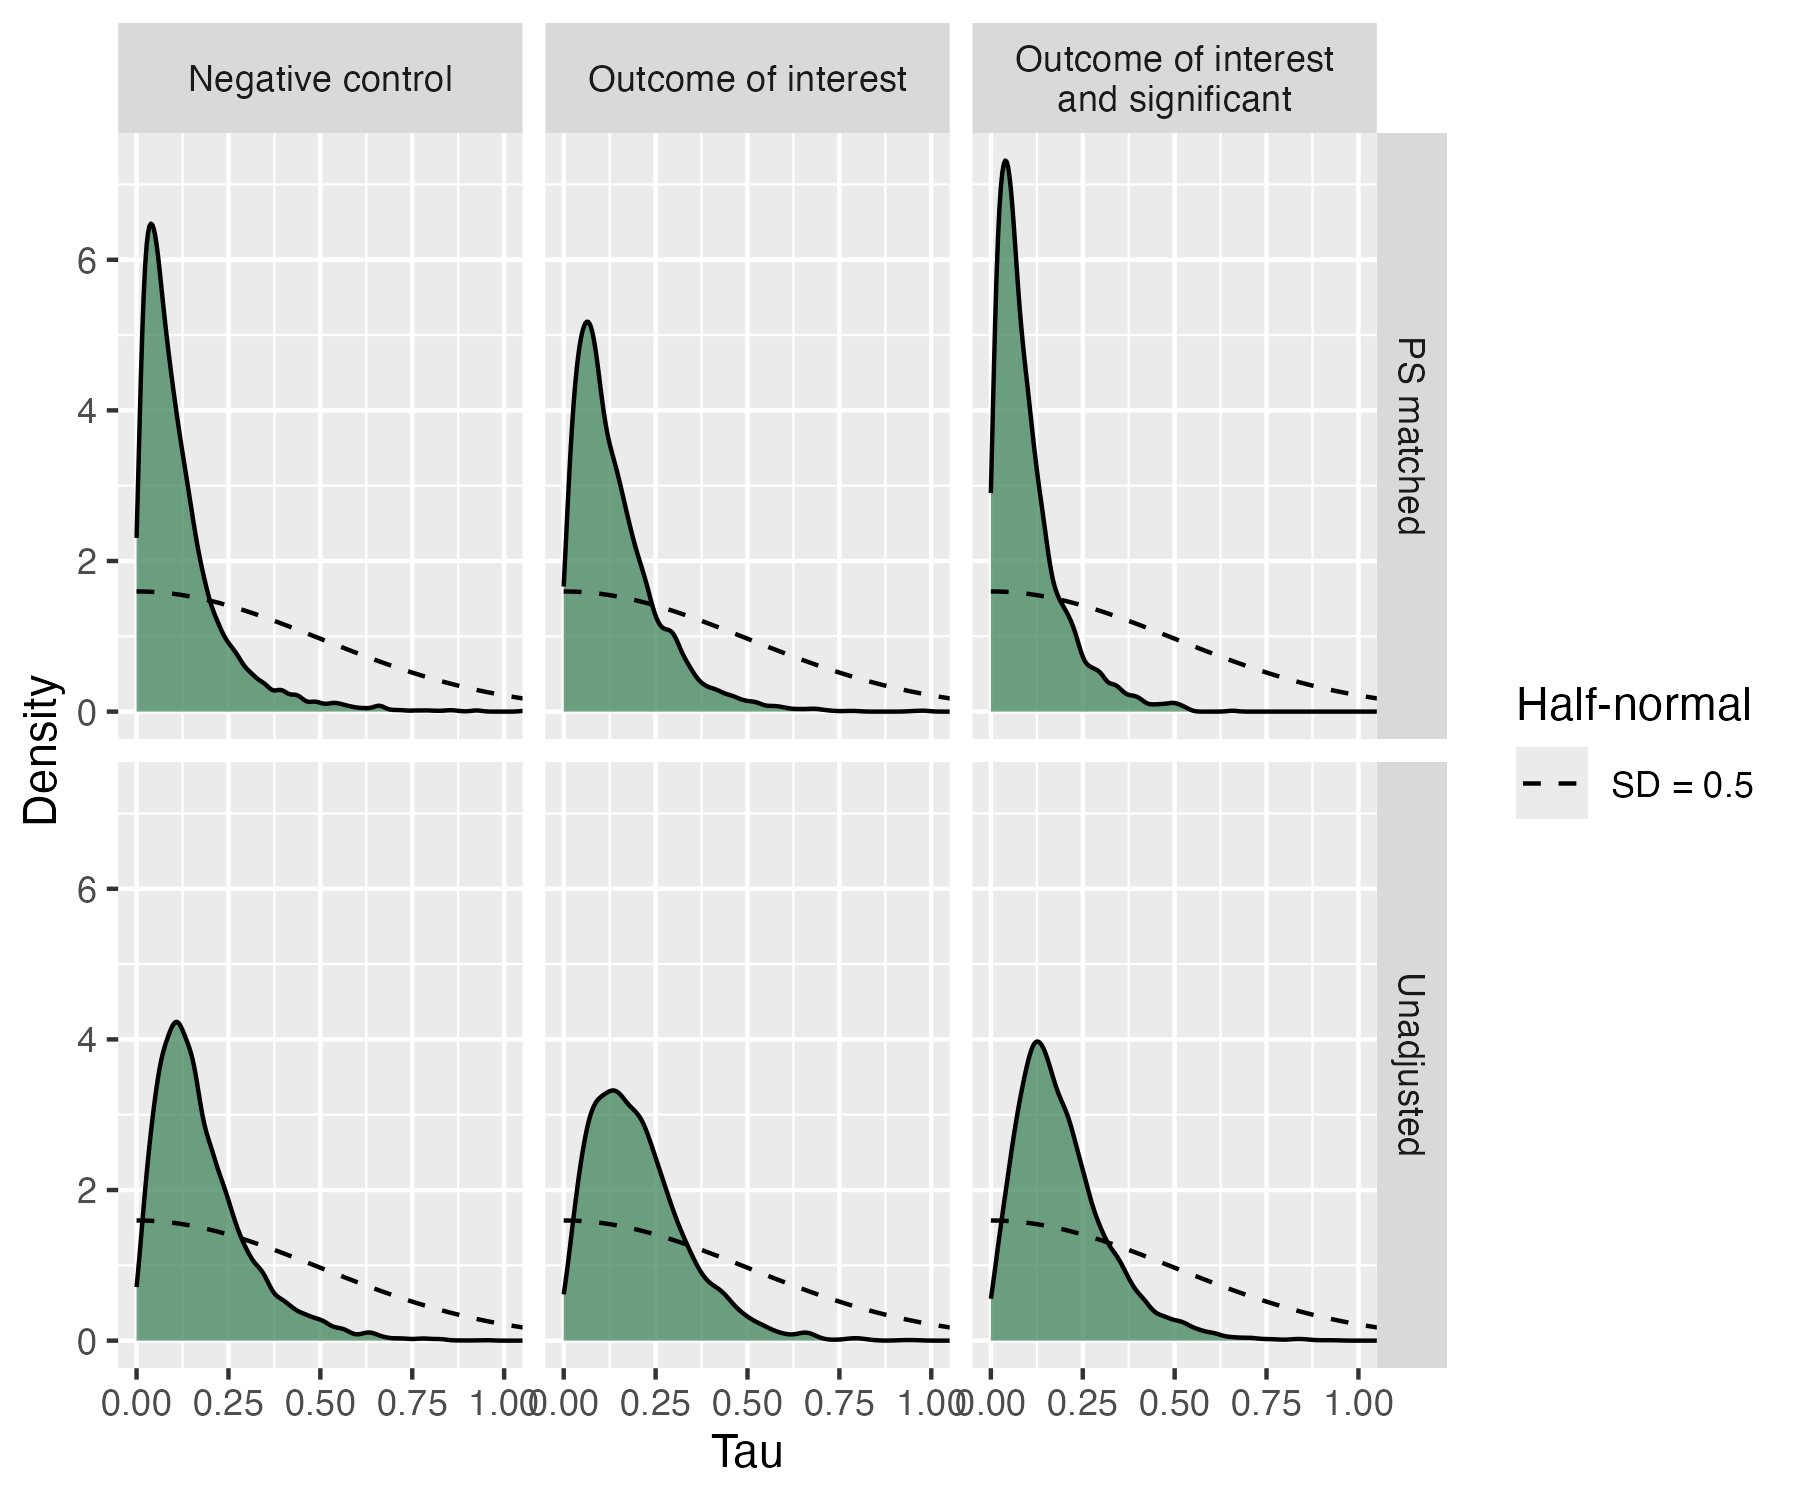 Negative control
Outcome of interest
Outcome of interest
and significant
PS matched
6
4
2
0
Density
Half-normal
SD = 0.5
Unadjusted
6
4
2
0
0.00 0.25 0.50 0.75 1.00 0.00 0.25 0.50 0.75 1.00 0.00 0.25 0.50 0.75 1.00
Tau